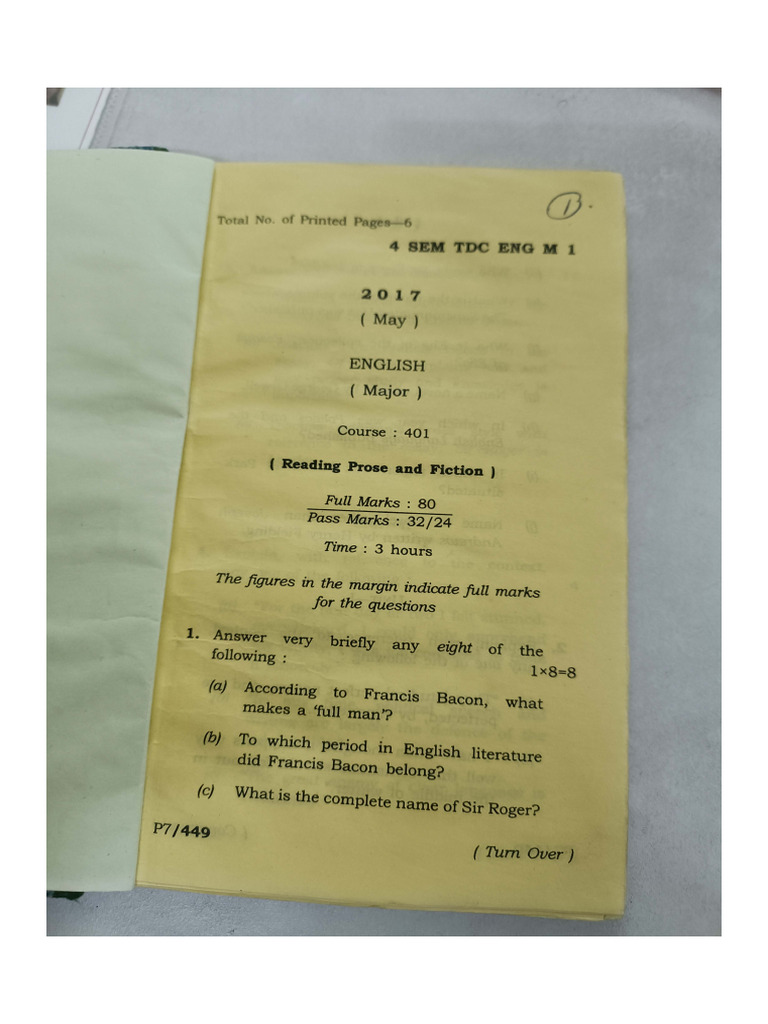 Total No. of Printed Pages—6
4 SEM TDC ENG M 1
2017
( May )
ENGLISH
( Major )
Course : 401
( Reading Prose and Fiction )
Full Marks : 80
Pass Marks : 32/24
Time : 3 hours
The figures in the margin indicate full marks
for the questions
1. Answer very briefly any eight of the
following :
1×8=8
(a) According to Francis Bacon, what
makes a ‘full man’?
(b) To which period in English literature
did Francis Bacon belong?
(c) What is the complete name of Sir Roger?
P7/449
( Turn Over )